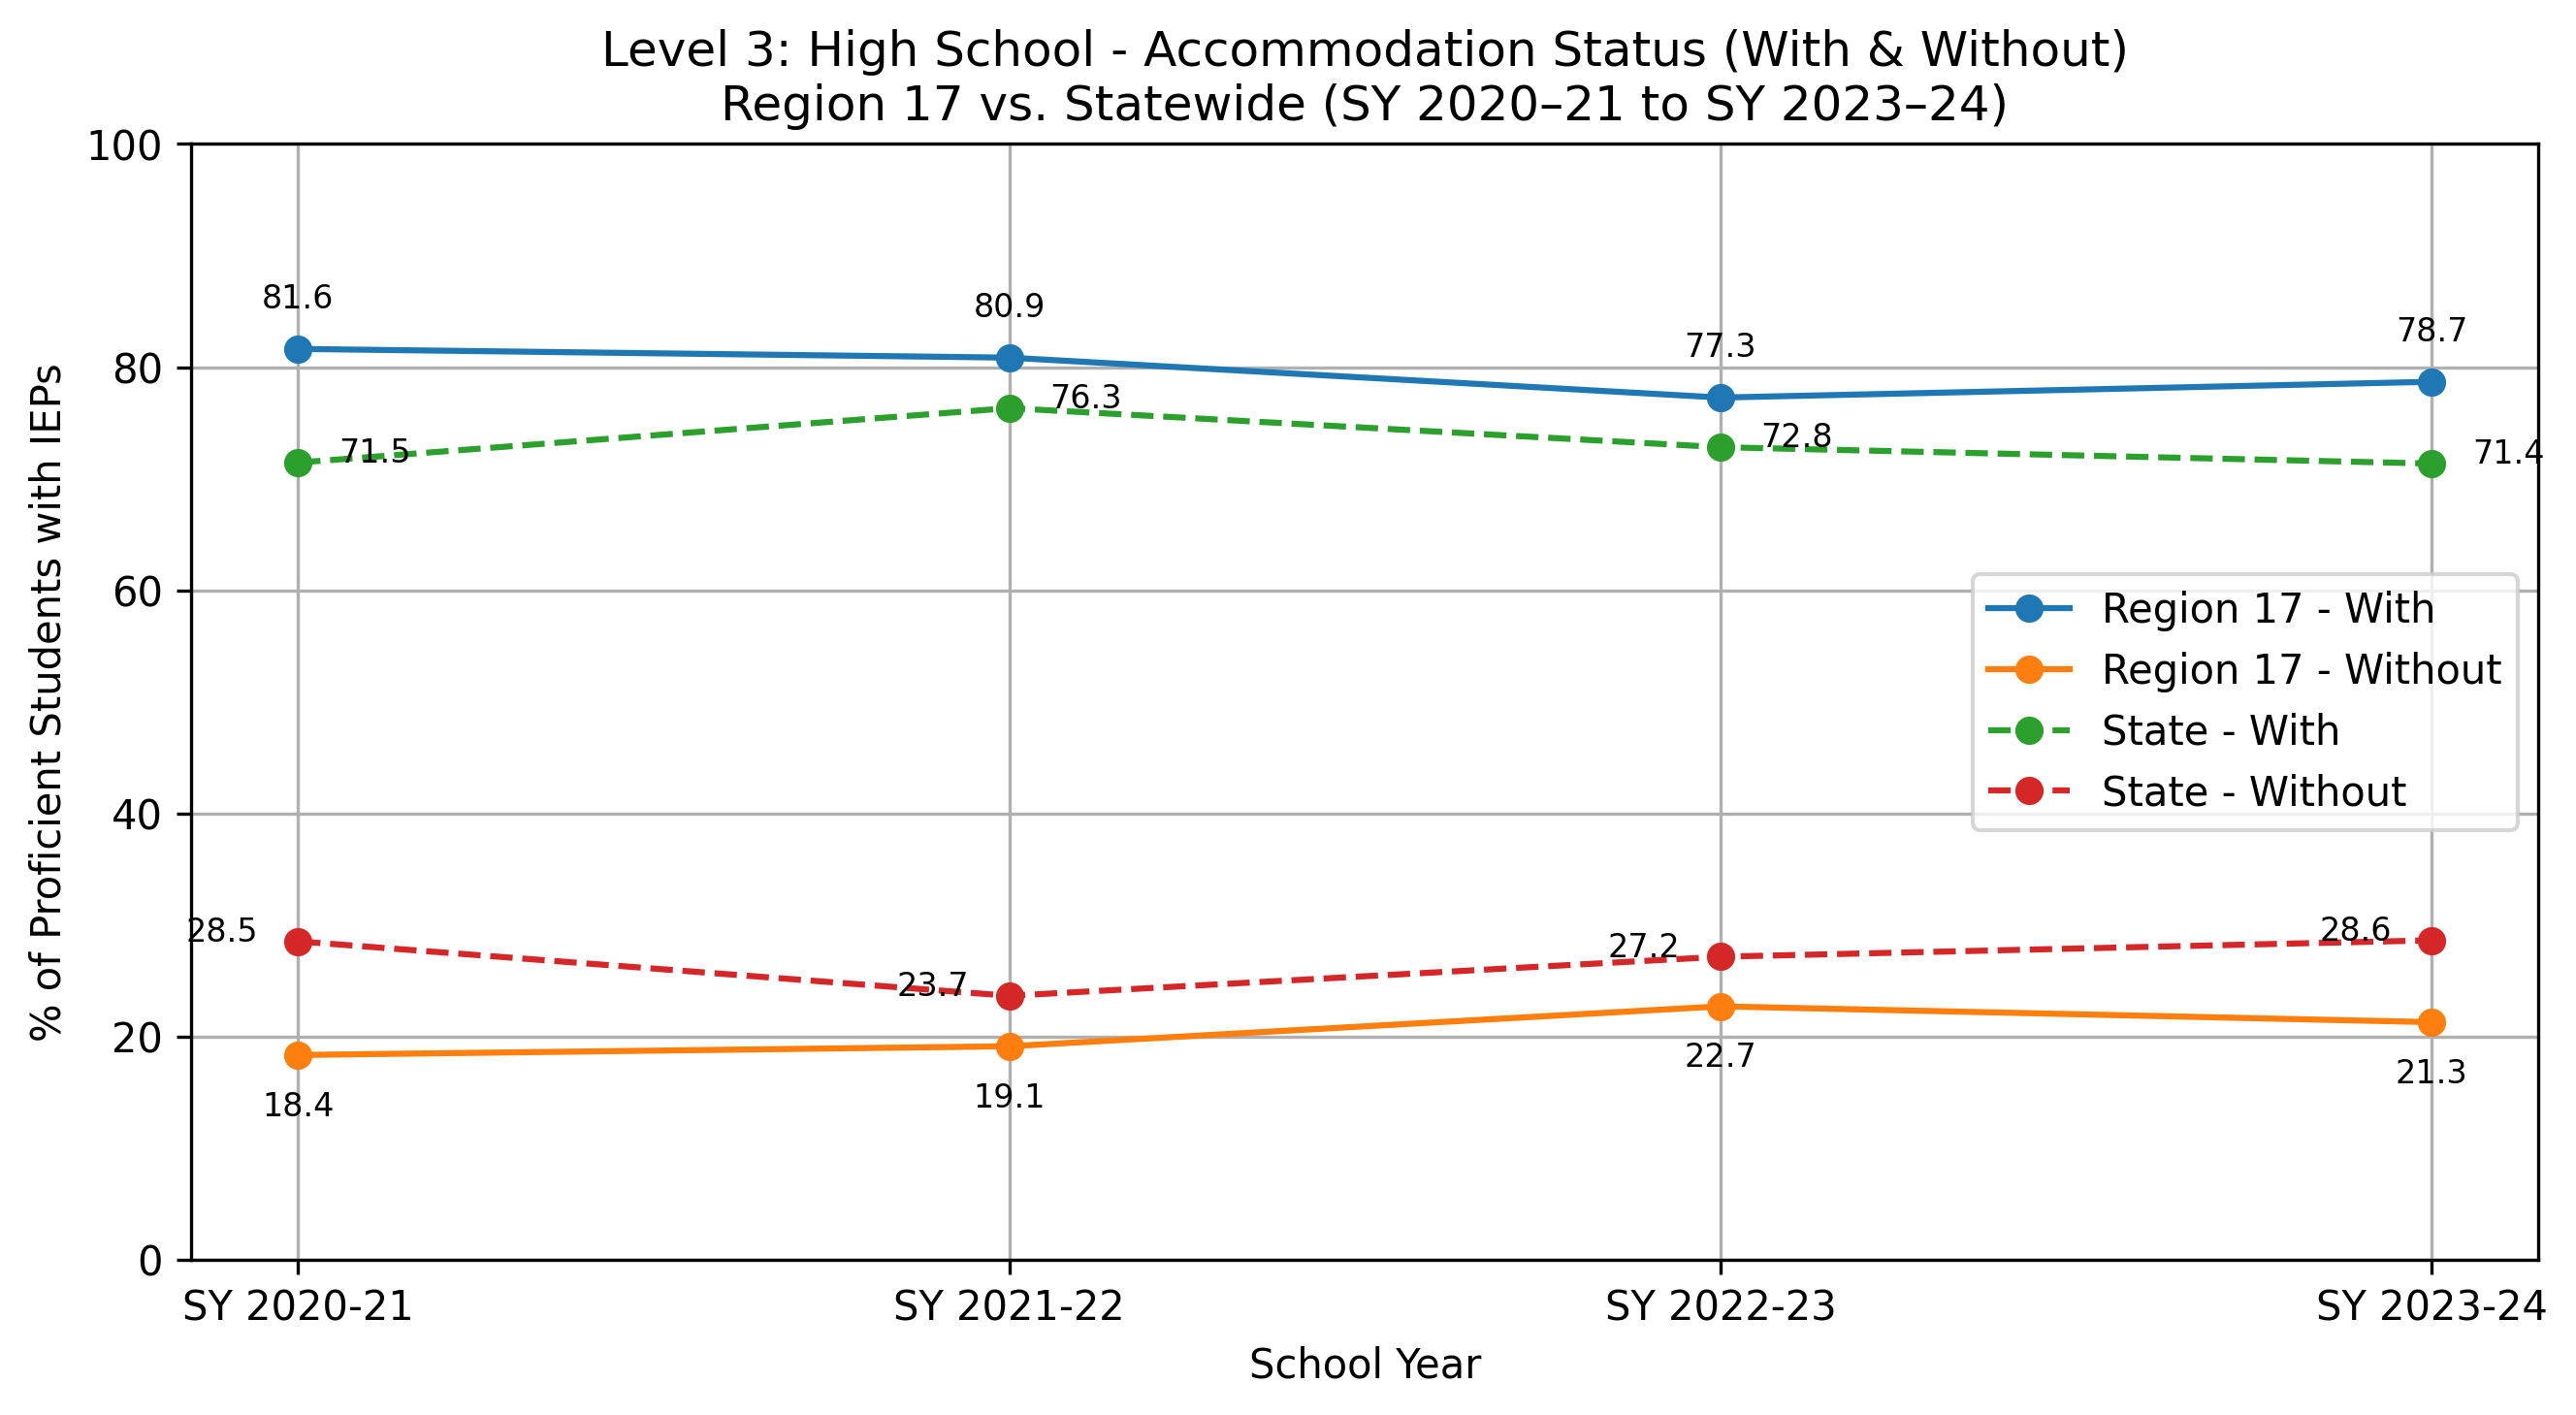 Level 3: High School - Accommodation Status (With & Without)
Region 17 vs. Statewide (SY 2020–21 to SY 2023–24)
% of Proficient Students with IEPs
100
80
60
40
20
0
81.6
80.9
77.3
78.7
71.5
76.3
72.8
71.4
Region 17 - With
Region 17 - Without
State - With
State - Without
28.5
23.7
27.2
28.6
18.4
19.1
22.7
21.3
SY 2020-21
SY 2021-22
SY 2022-23
SY 2023-24
School Year